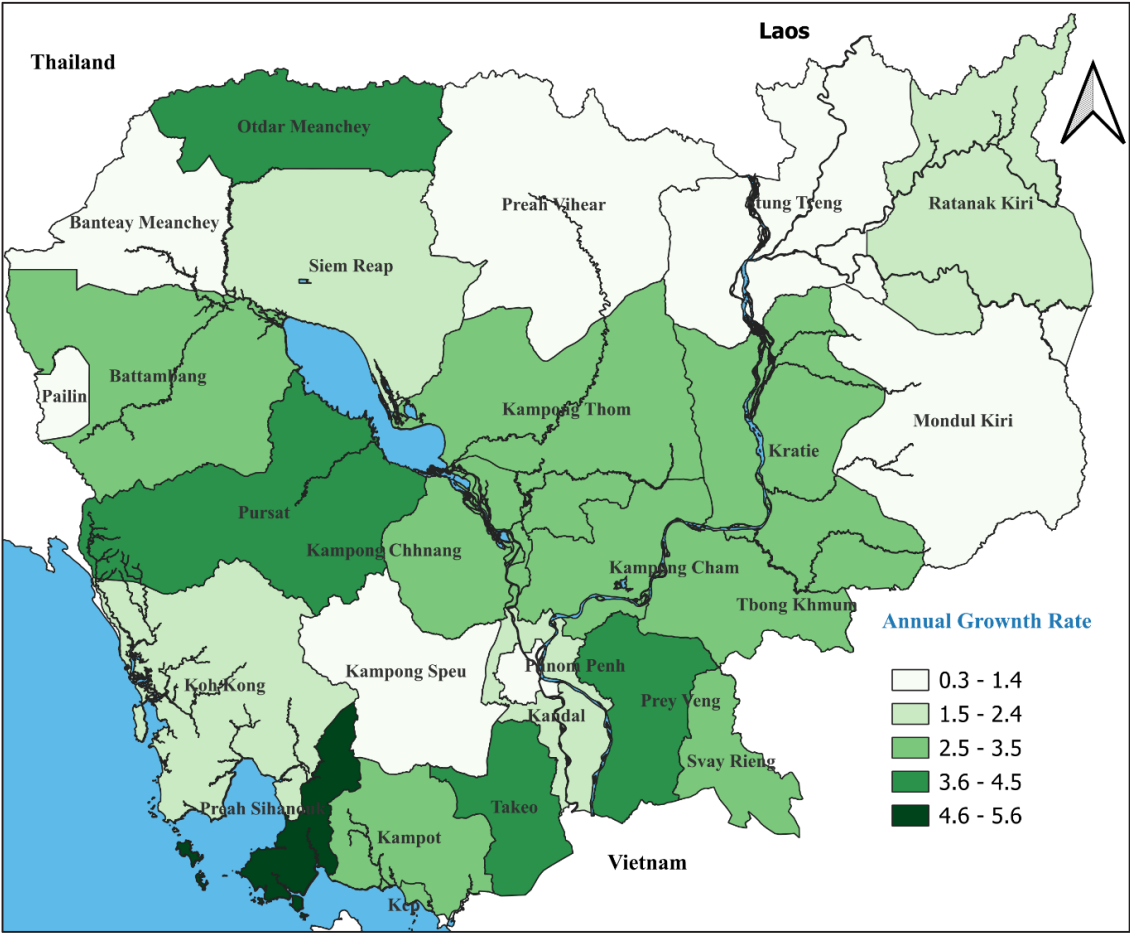 Laos
Thailand
Otdar Meanchey
Preah Vihear
Stung Treng
Ratanak Kiri
Banteay Meanchey
Siem Reap
Battambang
Pailin
Kampong Thom
Mondul Kiri
Kratie
Pursat
Kampong Chhnang
Kampong Cham
Tbong Khmum
Annual Grownth Rate
Kampong Speu
Phnom Penh
Koh Kong
Prey Veng
Kandal
Svay Rieng
Preah Sihanouk
Takeo
Kampot
Vietnam
Kep
0.3 - 1.4
1.5 - 2.4
2.5 - 3.5
3.6 - 4.5
4.6 - 5.6